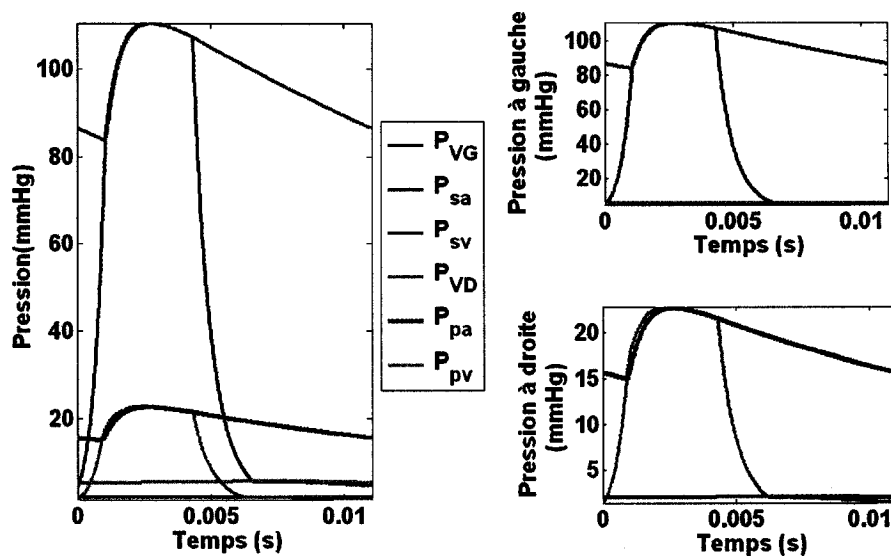 Pression(mmHg)
100
80
60
40
20
0
0.005
0.01
Temps (s)
P_VG
P_sa
P_sv
P_VD
P_pa
P_pv
Pression à gauche
(mmHg)
100
80
60
40
20
0
0.005
0.01
Temps (s)
Pression à droite
(mmHg)
20
15
10
5
0
0.005
0.01
Temps (s)